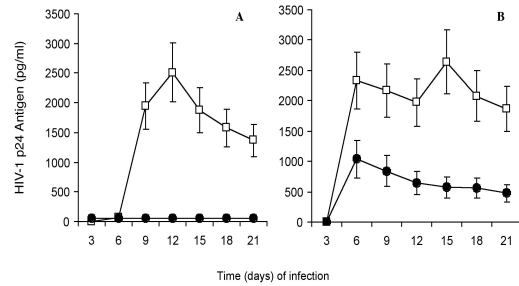 A
B
HIV-1 p24 Antigen (pg/ml)
3500
3000
2500
2000
1500
1000
500
0
3 6 9 12 15 18 21
3500
3000
2500
2000
1500
1000
500
0
3 6 9 12 15 18 21
Time (days) of infection